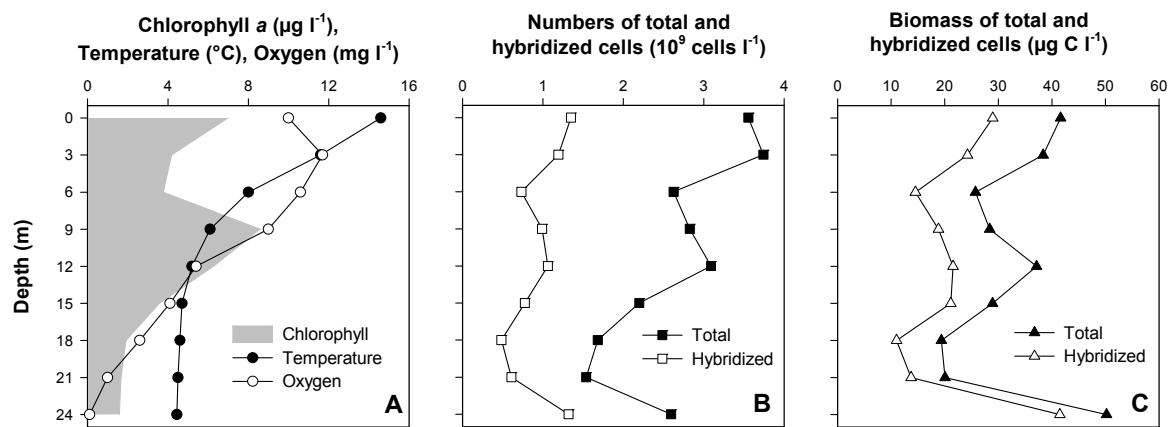 Chlorophyll a (µg l⁻¹),
Temperature (°C), Oxygen (mg l⁻¹)
0 4 8 12 16
0
3
6
9
12
15
18
21
24
Depth (m)
Chlorophyll
Temperature
Oxygen
A
Numbers of total and
hybridized cells (10⁹ cells l⁻¹)
0 1 2 3 4
Total
Hybridized
B
Biomass of total and
hybridized cells (µg C l⁻¹)
0 10 20 30 40 50 60
Total
Hybridized
C